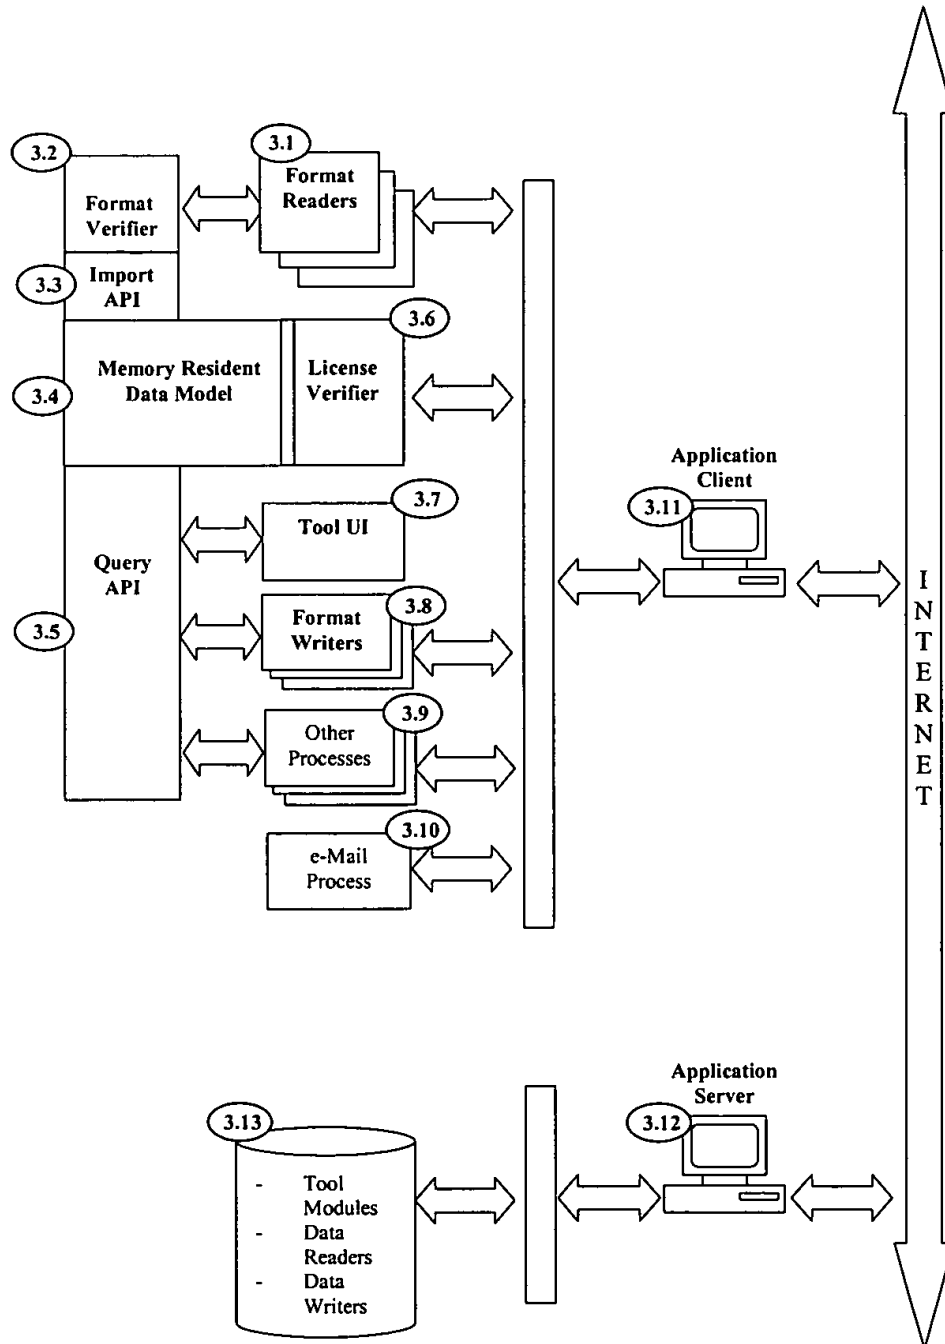 3.1
3.2
Format
Readers
Format
Verifier
Import
API
3.3
3.6
Memory Resident
Data Model
License
Verifier
3.4
Application
Client
3.7
3.11
Tool UI
Query
API
3.8
Format
Writers
3.5
3.9
Other
Processes
3.10
e-Mail
Process
INTERNET
Application
Server
3.12
3.13
- Tool
Modules
- Data
Readers
- Data
Writers